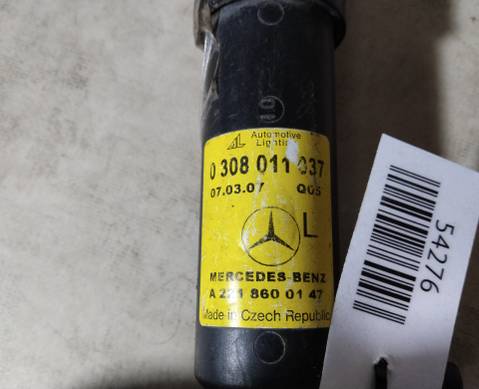 Automotive
Lighting
0 308 011 037
07.03.07 Q05
L
MERCEDES-BENZ
A 221 860 01 47
Made in Czech Republic
54276